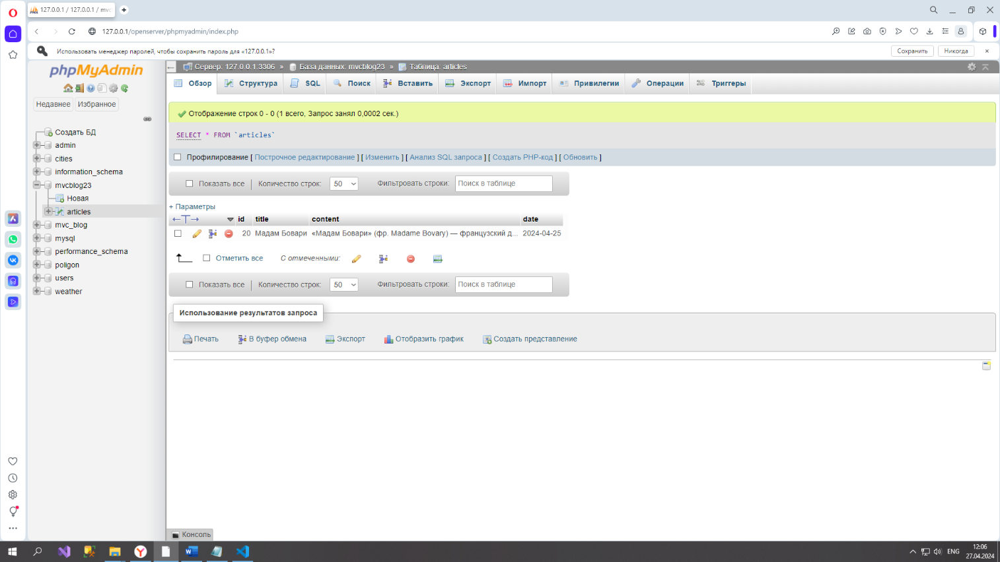 127.0.0.1 / 127.0.0.1 / mvc
127.0.0.1/openserver/phpmyadmin/index.php
Использовать менеджер паролей, чтобы сохранить пароль для «127.0.0.1»?
Сохранить
Никогда
phpMyAdmin
Недавнее
Избранное
Создать БД
admin
cities
information_schema
mvcblog23
Новая
articles
mvc_blog
mysql
performance_schema
poligon
users
weather
Сервер: 127.0.0.1:3306 » База данных: mvcblog23 » Таблица: articles
Обзор Структура SQL Поиск Вставить Экспорт Импорт Привилегии Операции Триггеры
Отображение строк 0 - 0 (1 всего, Запрос занял 0,0002 сек.)
SELECT * FROM `articles`
Профилирование [ Построчное редактирование ] [ Изменить ] [ Анализ SQL запроса ] [ Создать PHP-код ] [ Обновить ]
Показать все | Количество строк: 50 Фильтровать строки: Поиск в таблице
+ Параметры
←T→ id title content date
20 Мадам Бовари «Мадам Бовари» (фр. Madame Bovary) — французский д... 2024-04-25
Отметить все С отмеченными:
Показать все | Количество строк: 50 Фильтровать строки: Поиск в таблице
Использование результатов запроса
Печать В буфер обмена Экспорт Отобразить график Создать представление
Консоль
ENG
12:06
27.04.2024